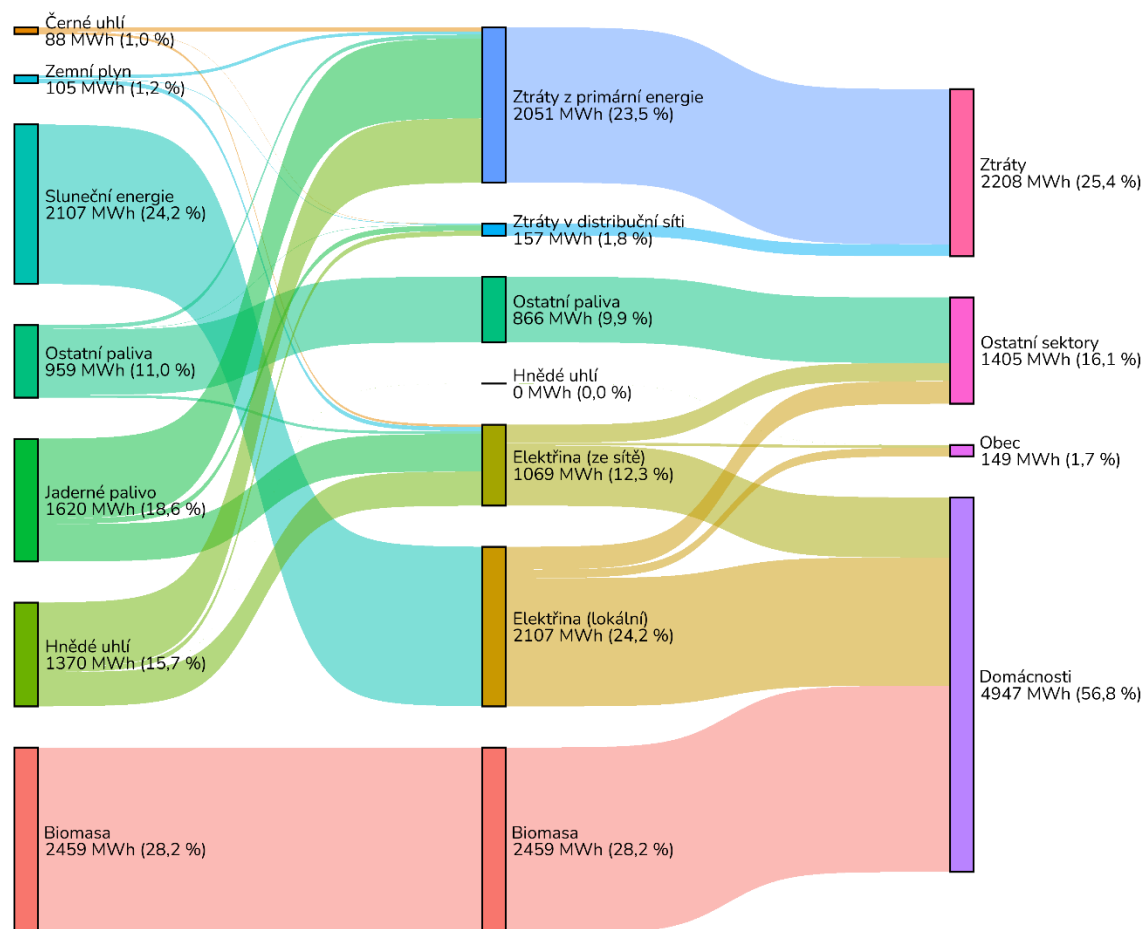 Černé uhlí
88 MWh (1,0 %)
Zemní plyn
105 MWh (1,2 %)
Sluneční energie
2107 MWh (24,2 %)
Ostatní paliva
959 MWh (11,0 %)
Jaderné palivo
1620 MWh (18,6 %)
Hnědé uhlí
1370 MWh (15,7 %)
Biomasa
2459 MWh (28,2 %)
Ztráty z primární energie
2051 MWh (23,5 %)
Ztráty v distribuční síti
157 MWh (1,8 %)
Ostatní paliva
866 MWh (9,9 %)
Hnědé uhlí
0 MWh (0,0 %)
Elektřina (ze sítě)
1069 MWh (12,3 %)
Elektřina (lokální)
2107 MWh (24,2 %)
Biomasa
2459 MWh (28,2 %)
Ztráty
2208 MWh (25,4 %)
Ostatní sektory
1405 MWh (16,1 %)
Obec
149 MWh (1,7 %)
Domácnosti
4947 MWh (56,8 %)